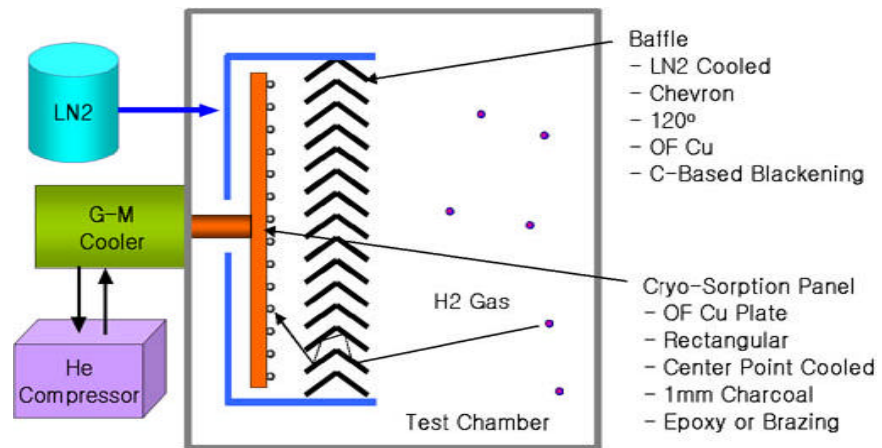 Baffle
- LN2 Cooled
- Chevron
- 120º
- OF Cu
- C-Based Blackening
LN2
G-M
Cooler
He
Compressor
H2 Gas
Test Chamber
Cryo-Sorption Panel
- OF Cu Plate
- Rectangular
- Center Point Cooled
- 1mm Charcoal
- Epoxy or Brazing